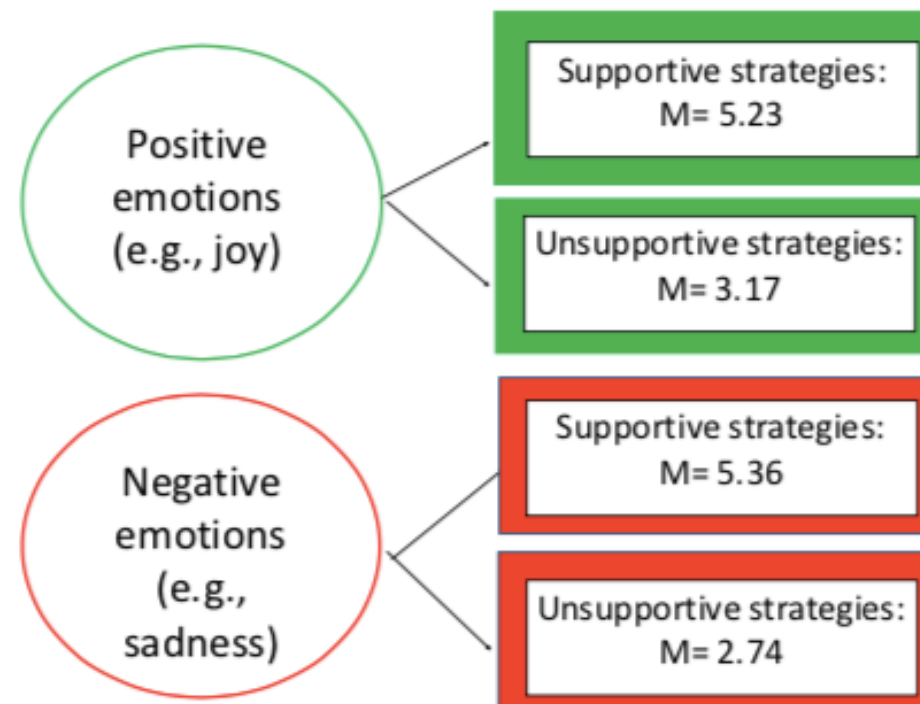 Positive
emotions
(e.g., joy)
Supportive strategies:
M= 5.23
Unsupportive strategies:
M= 3.17
Negative
emotions
(e.g.,
sadness)
Supportive strategies:
M= 5.36
Unsupportive strategies:
M= 2.74